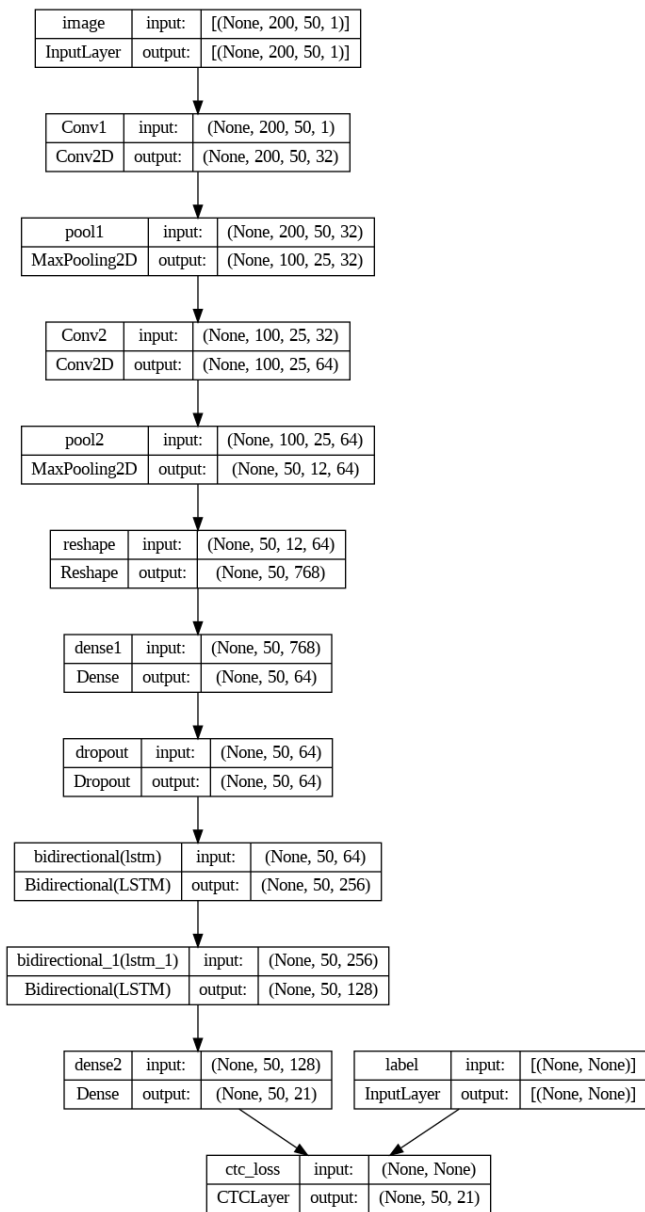 image input: [(None, 200, 50, 1)]
InputLayer output: [(None, 200, 50, 1)]
Conv1 input: (None, 200, 50, 1)
Conv2D output: (None, 200, 50, 32)
pool1 input: (None, 200, 50, 32)
MaxPooling2D output: (None, 100, 25, 32)
Conv2 input: (None, 100, 25, 32)
Conv2D output: (None, 100, 25, 64)
pool2 input: (None, 100, 25, 64)
MaxPooling2D output: (None, 50, 12, 64)
reshape input: (None, 50, 12, 64)
Reshape output: (None, 50, 768)
dense1 input: (None, 50, 768)
Dense output: (None, 50, 64)
dropout input: (None, 50, 64)
Dropout output: (None, 50, 64)
bidirectional(lstm) input: (None, 50, 64)
Bidirectional(LSTM) output: (None, 50, 256)
bidirectional_1(lstm_1) input: (None, 50, 256)
Bidirectional(LSTM) output: (None, 50, 128)
dense2 input: (None, 50, 128)
Dense output: (None, 50, 21)
label input: [(None, None)]
InputLayer output: [(None, None)]
ctc_loss input: (None, None)
CTCLayer output: (None, 50, 21)